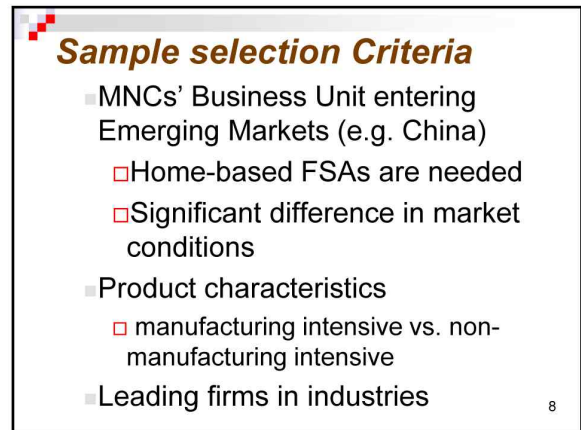 Sample selection Criteria
MNCs' Business Unit entering
Emerging Markets (e.g. China)
Home-based FSAs are needed
Significant difference in market
conditions
Product characteristics
manufacturing intensive vs. non-
manufacturing intensive
Leading firms in industries
8